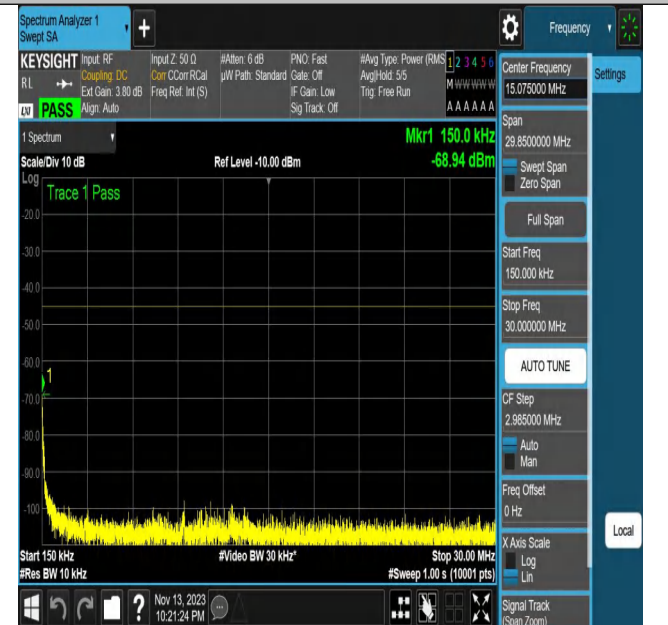 Spectrum Analyzer 1
Swept SA
+
Frequency
KEYSIGHT
RL
LXI
PASS
Input: RF
Coupling: DC
Ext Gain: 3.80 dB
Align: Auto
Input Z: 50 Ω
Corr CCorr RCal
Freq Ref: Int (S)
#Atten: 6 dB
µW Path: Standard
PNO: Fast
Gate: Off
IF Gain: Low
Sig Track: Off
#Avg Type: Power (RMS
Avg|Hold: 5/5
Trig: Free Run
1 2 3 4 5 6
M W W W W W
A A A A A A
1 Spectrum
Scale/Div 10 dB
Ref Level -10.00 dBm
Mkr1 150.0 kHz
-68.94 dBm
Log
Trace 1 Pass
-20.0
-30.0
-40.0
-50.0
-60.0
1
-70.0
-80.0
-90.0
-100
Start 150 kHz
#Video BW 30 kHz*
Stop 30.00 MHz
#Res BW 10 kHz
#Sweep 1.00 s (10001 pts)
?
Nov 13, 2023
10:21:24 PM
Center Frequency
15.075000 MHz
Settings
Span
29.8500000 MHz
Swept Span
Zero Span
Full Span
Start Freq
150.000 kHz
Stop Freq
30.000000 MHz
AUTO TUNE
CF Step
2.985000 MHz
Auto
Man
Freq Offset
0 Hz
X Axis Scale
Log
Lin
Local
Signal Track
(Span Zoom)